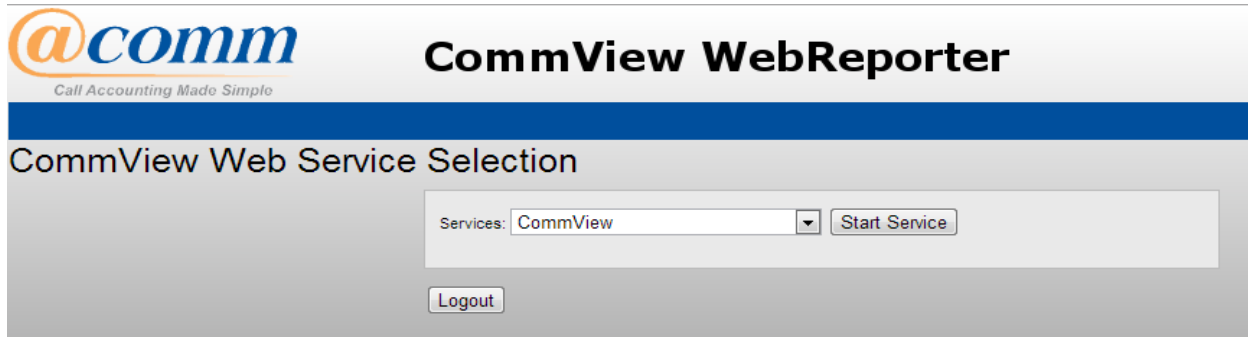 @comm
Call Accounting Made Simple
CommView WebReporter
CommView Web Service Selection
Services: CommView Start Service
Logout